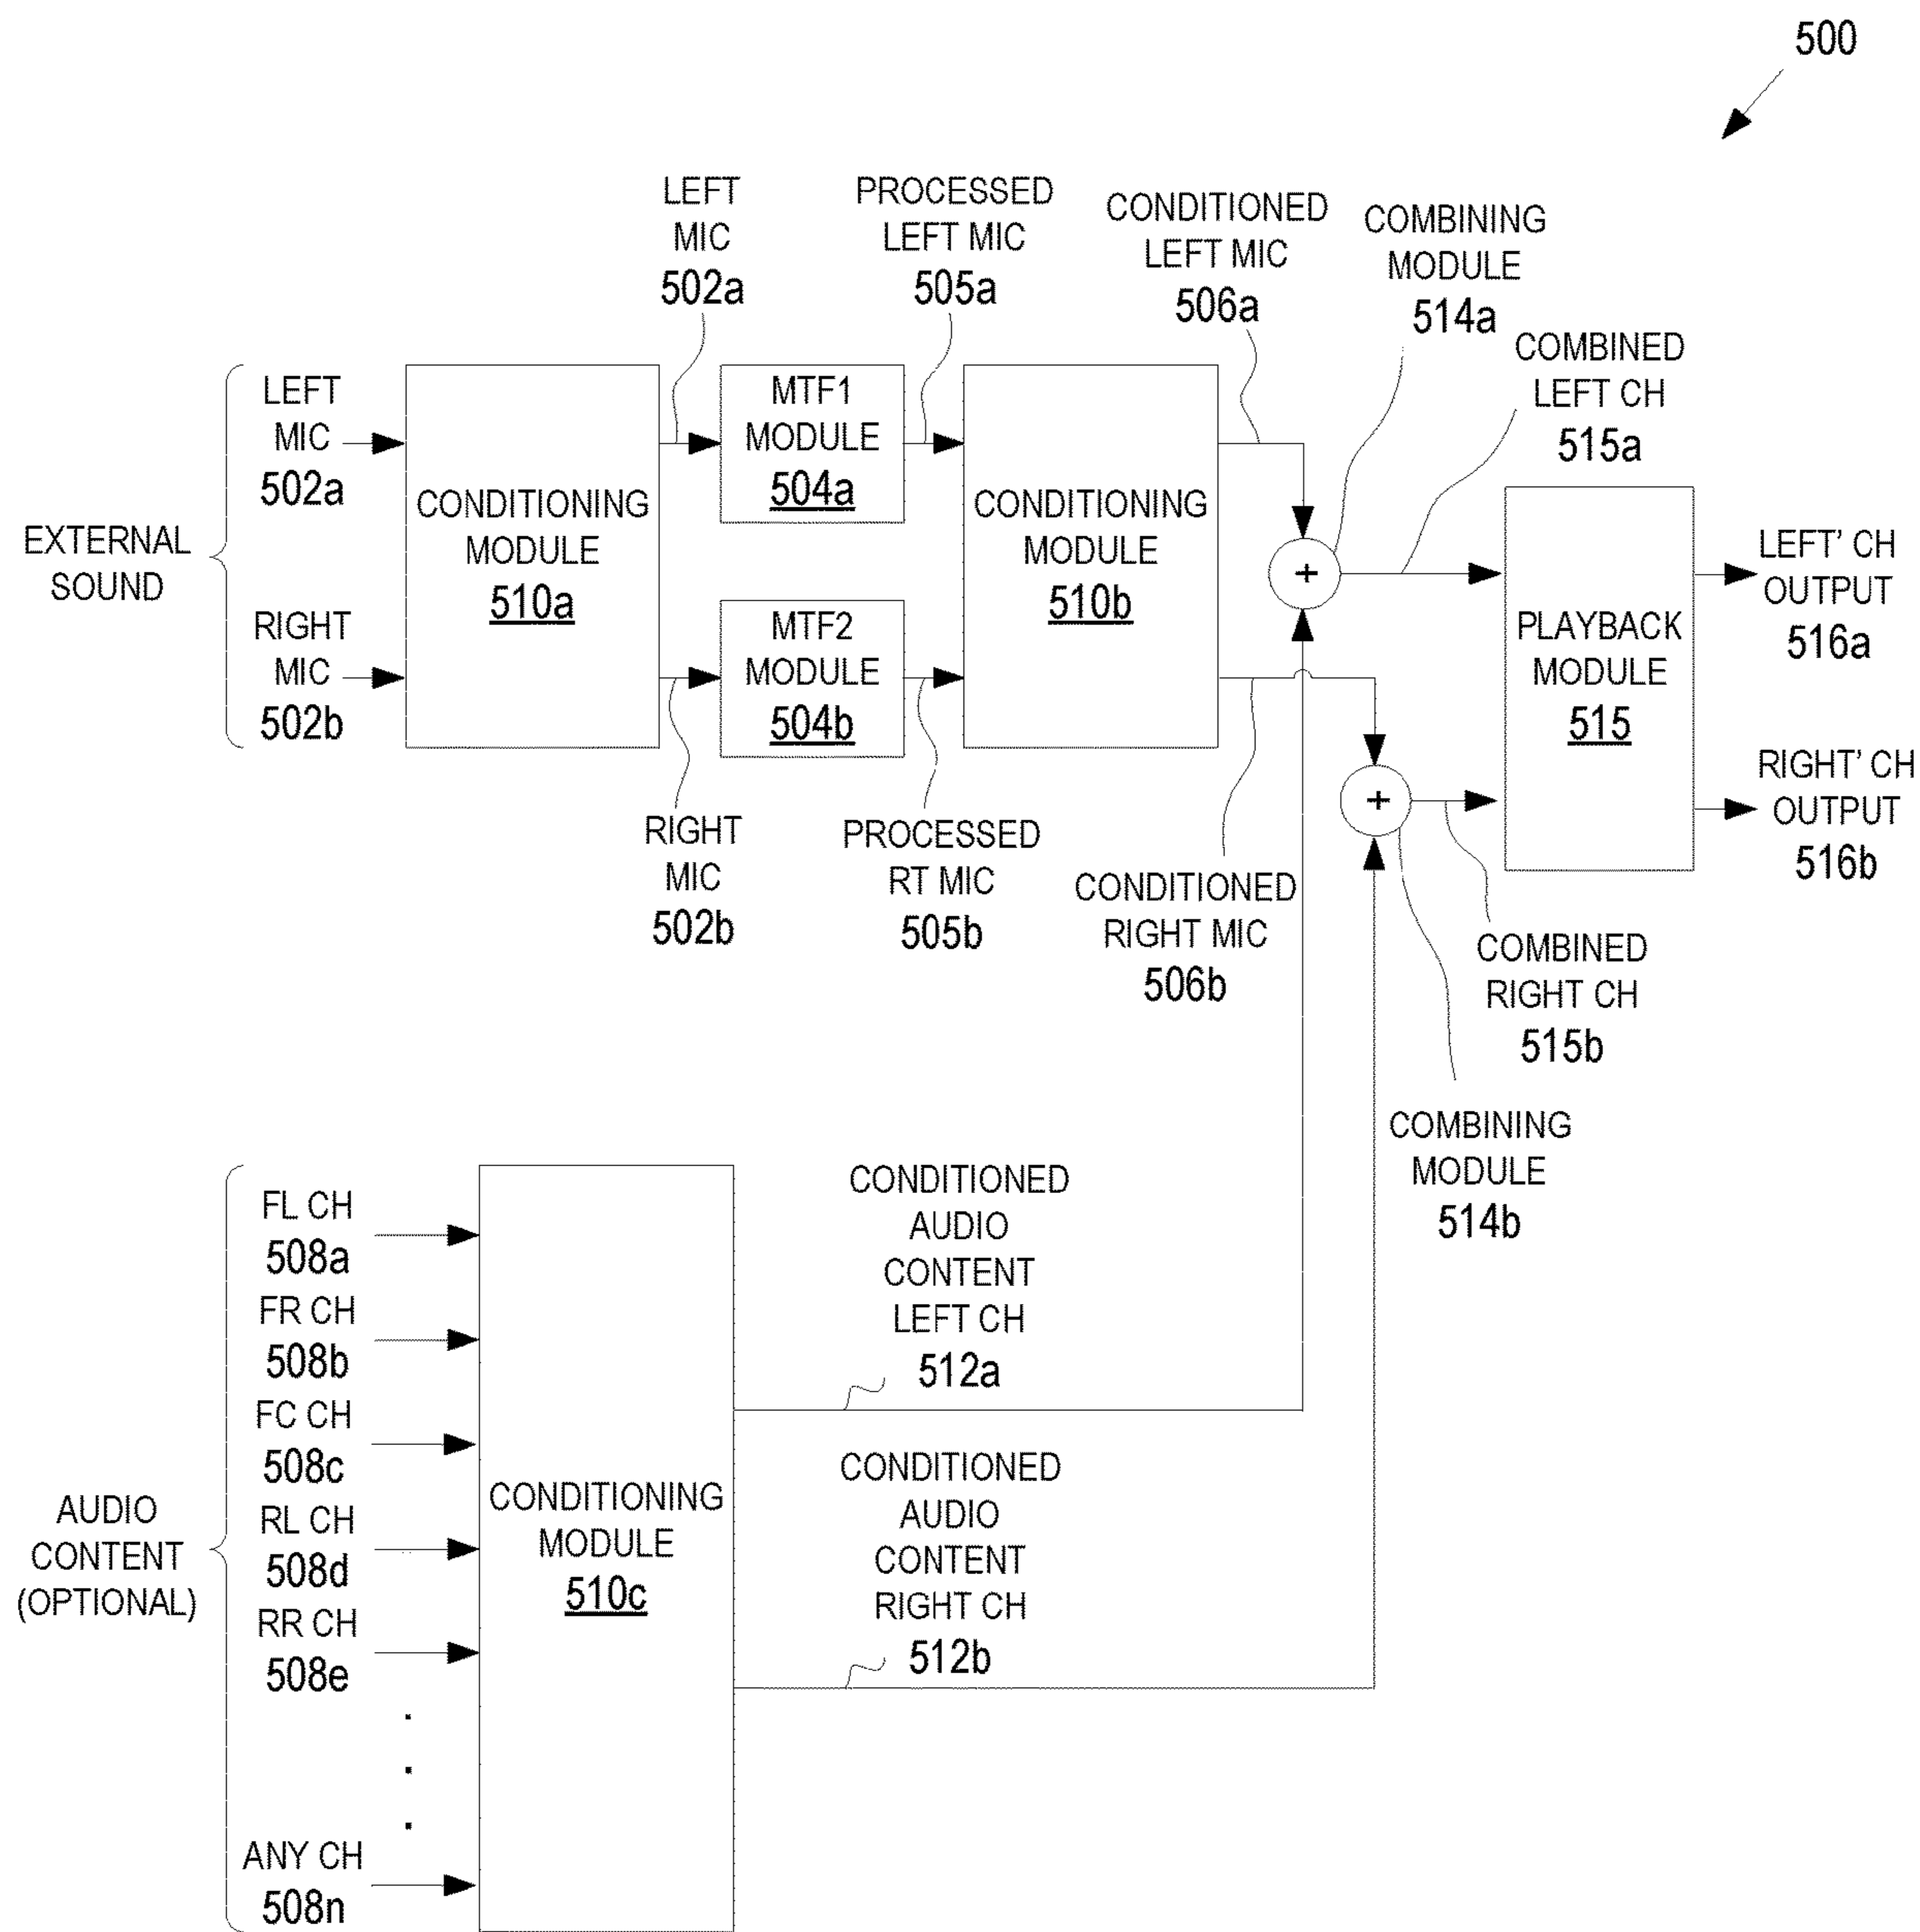 500
LEFT
MIC
502a
PROCESSED
LEFT MIC
505a
CONDITIONED
LEFT MIC
506a
COMBINING
MODULE
514a
COMBINED
LEFT CH
515a
EXTERNAL
SOUND
LEFT
MIC
502a
RIGHT
MIC
502b
CONDITIONING
MODULE
510a
MTF1
MODULE
504a
MTF2
MODULE
504b
CONDITIONING
MODULE
510b
+
+
PLAYBACK
MODULE
515
LEFT' CH
OUTPUT
516a
RIGHT' CH
OUTPUT
516b
RIGHT
MIC
502b
PROCESSED
RT MIC
505b
CONDITIONED
RIGHT MIC
506b
COMBINED
RIGHT CH
515b
COMBINING
MODULE
514b
AUDIO
CONTENT
(OPTIONAL)
FL CH
508a
FR CH
508b
FC CH
508c
RL CH
508d
RR CH
508e
.
.
.
ANY CH
508n
CONDITIONING
MODULE
510c
CONDITIONED
AUDIO
CONTENT
LEFT CH
512a
CONDITIONED
AUDIO
CONTENT
RIGHT CH
512b